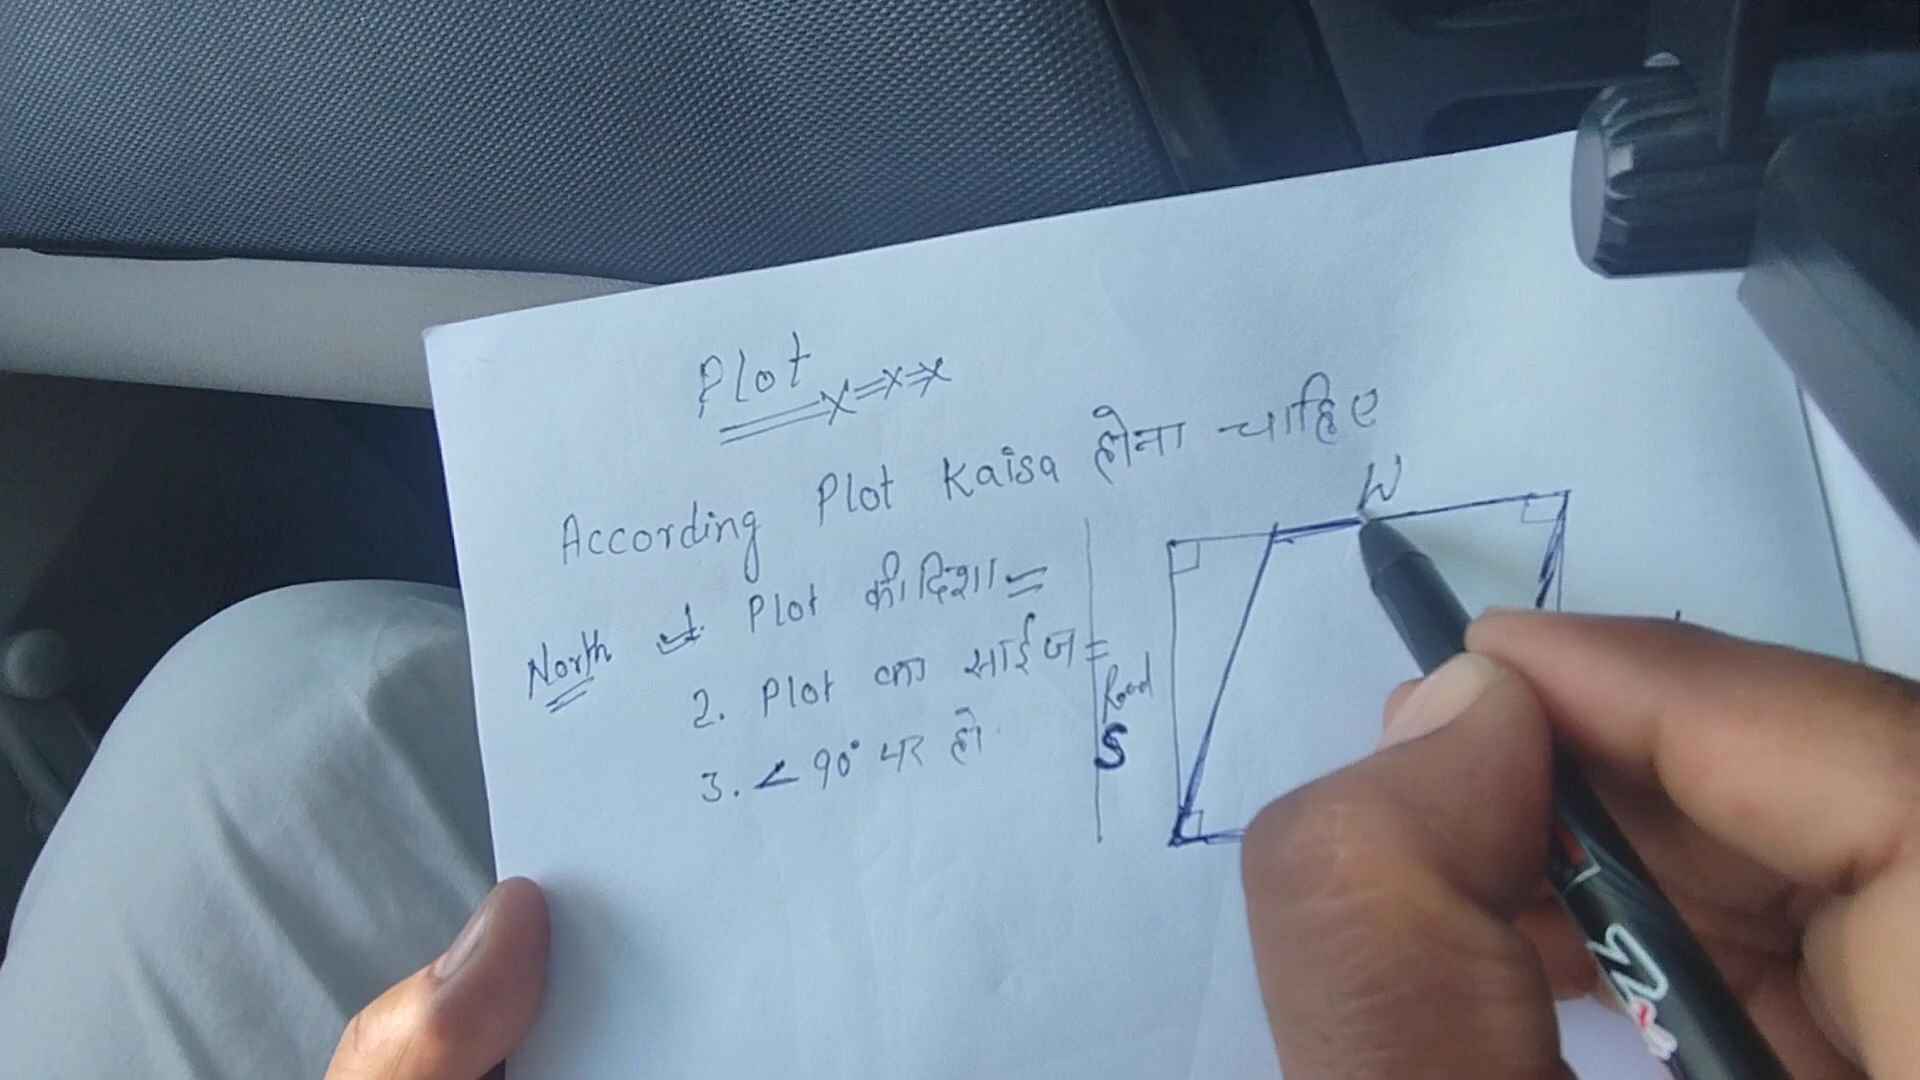 Plot
According Plot Kaisa होना चाहिए
North 1. Plot की दिशा =
2. Plot का साईज =
3. < 90° पर हो.
W
Road
S